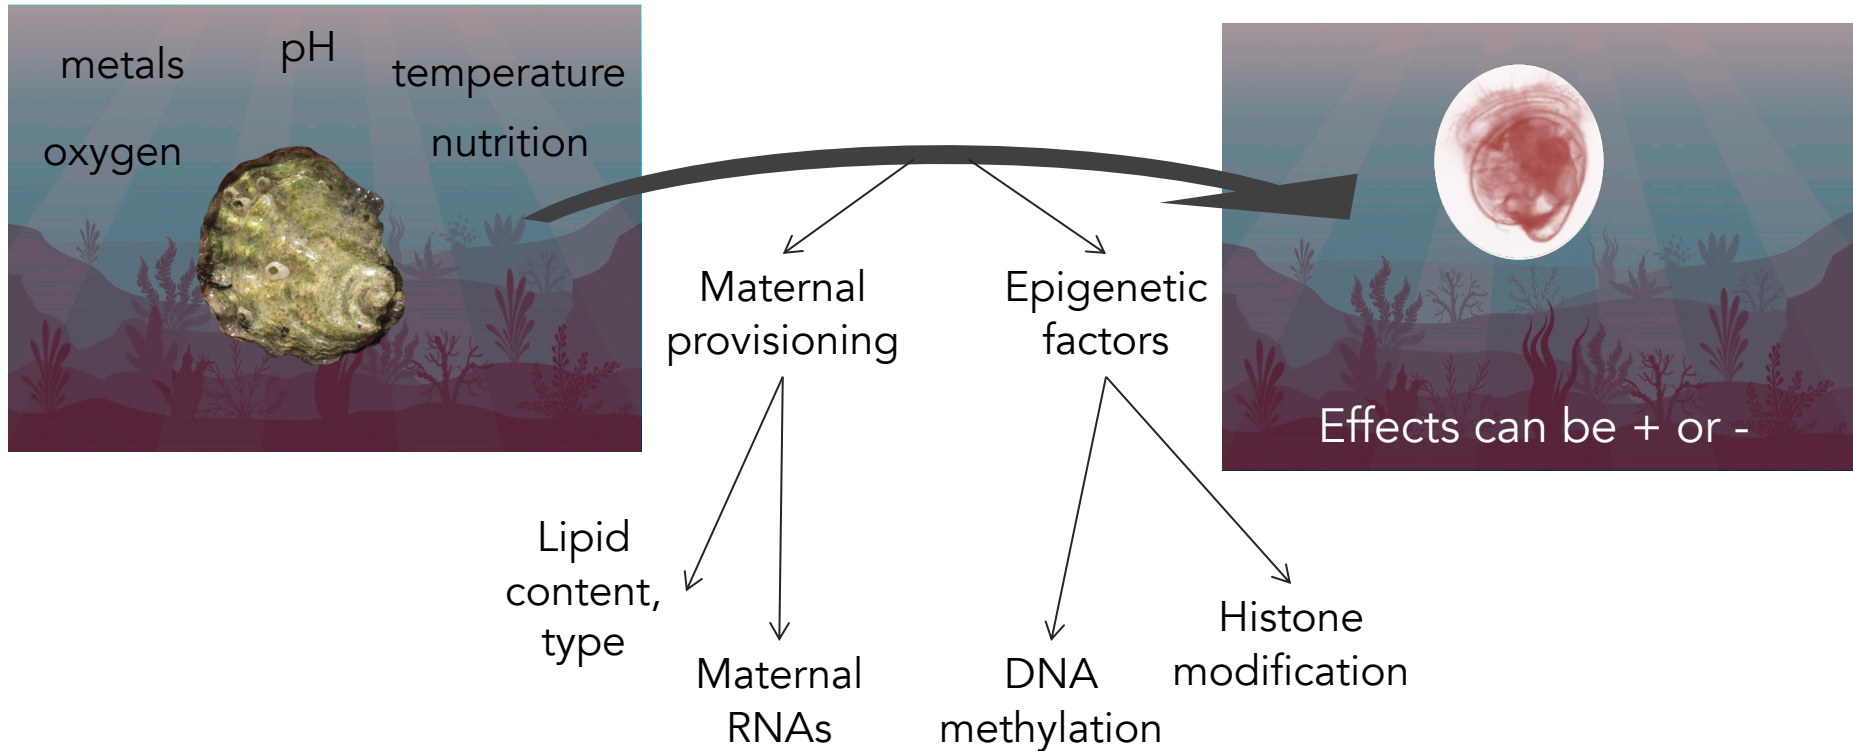 metals
pH
temperature
oxygen
nutrition
Maternal
provisioning
Epigenetic
factors
Effects can be + or -
Lipid
content,
type
Maternal
RNAs
DNA
methylation
Histone
modification